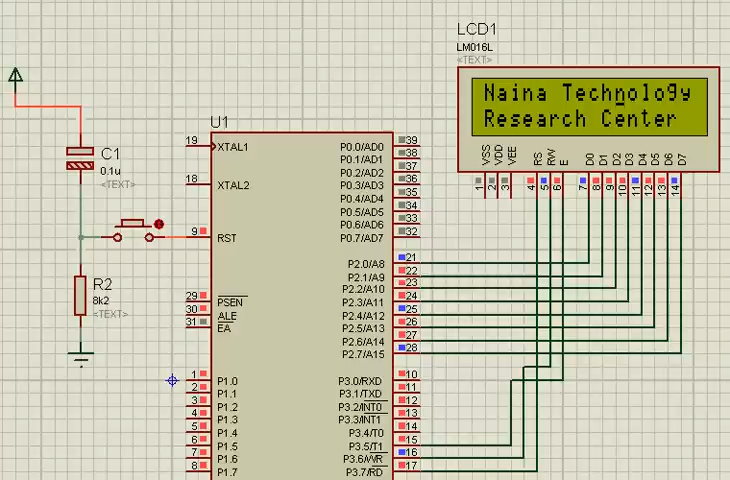 LCD1
LM016L
<TEXT>
Naina Technology
Research Center
VSS VDD VEE RS RW E D0 D1 D2 D3 D4 D5 D6 D7
1 2 3 4 5 6 7 8 9 10 11 12 13 14
C1
0.1u
<TEXT>
R2
8k2
<TEXT>
U1
19 XTAL1
18 XTAL2
9 RST
29 PSEN
30 ALE
31 EA
1 P1.0
2 P1.1
3 P1.2
4 P1.3
5 P1.4
6 P1.5
7 P1.6
8 P1.7
P0.0/AD0 39
P0.1/AD1 38
P0.2/AD2 37
P0.3/AD3 36
P0.4/AD4 35
P0.5/AD5 34
P0.6/AD6 33
P0.7/AD7 32
P2.0/A8 21
P2.1/A9 22
P2.2/A10 23
P2.3/A11 24
P2.4/A12 25
P2.5/A13 26
P2.6/A14 27
P2.7/A15 28
P3.0/RXD 10
P3.1/TXD 11
P3.2/INT0 12
P3.3/INT1 13
P3.4/T0 14
P3.5/T1 15
P3.6/WR 16
P3.7/RD 17